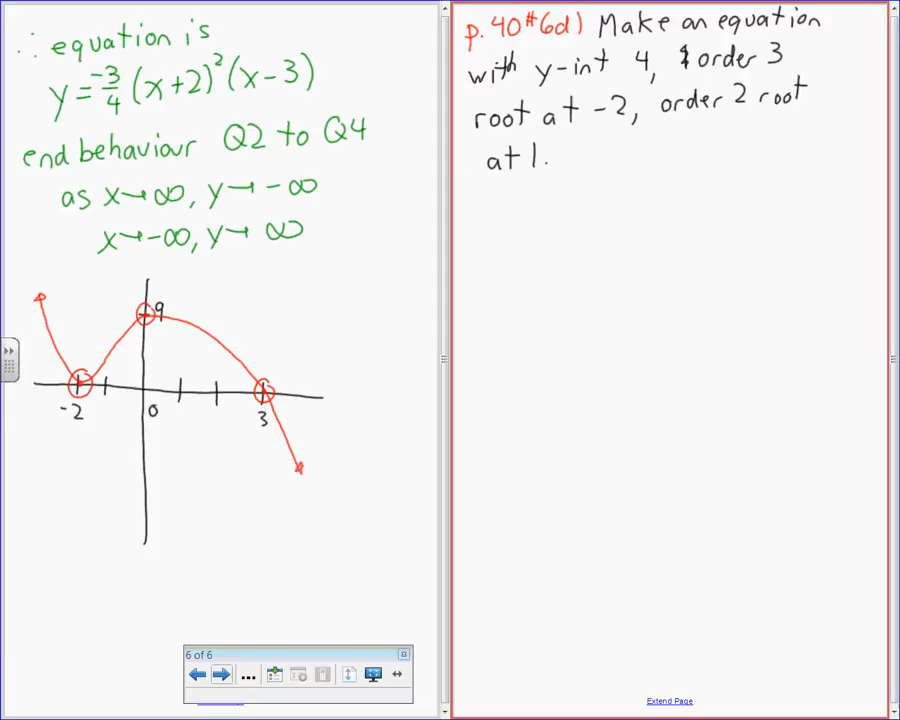 ∴ equation is
y = -3/4 (x+2)² (x-3)
end behaviour Q2 to Q4
as x→∞, y→ -∞
x→-∞, y→ ∞
9
-2 0 3
p.40 #6d) Make an equation
with y-int 4, order 3
root at -2, order 2 root
at 1.
6 of 6
...
Extend Page